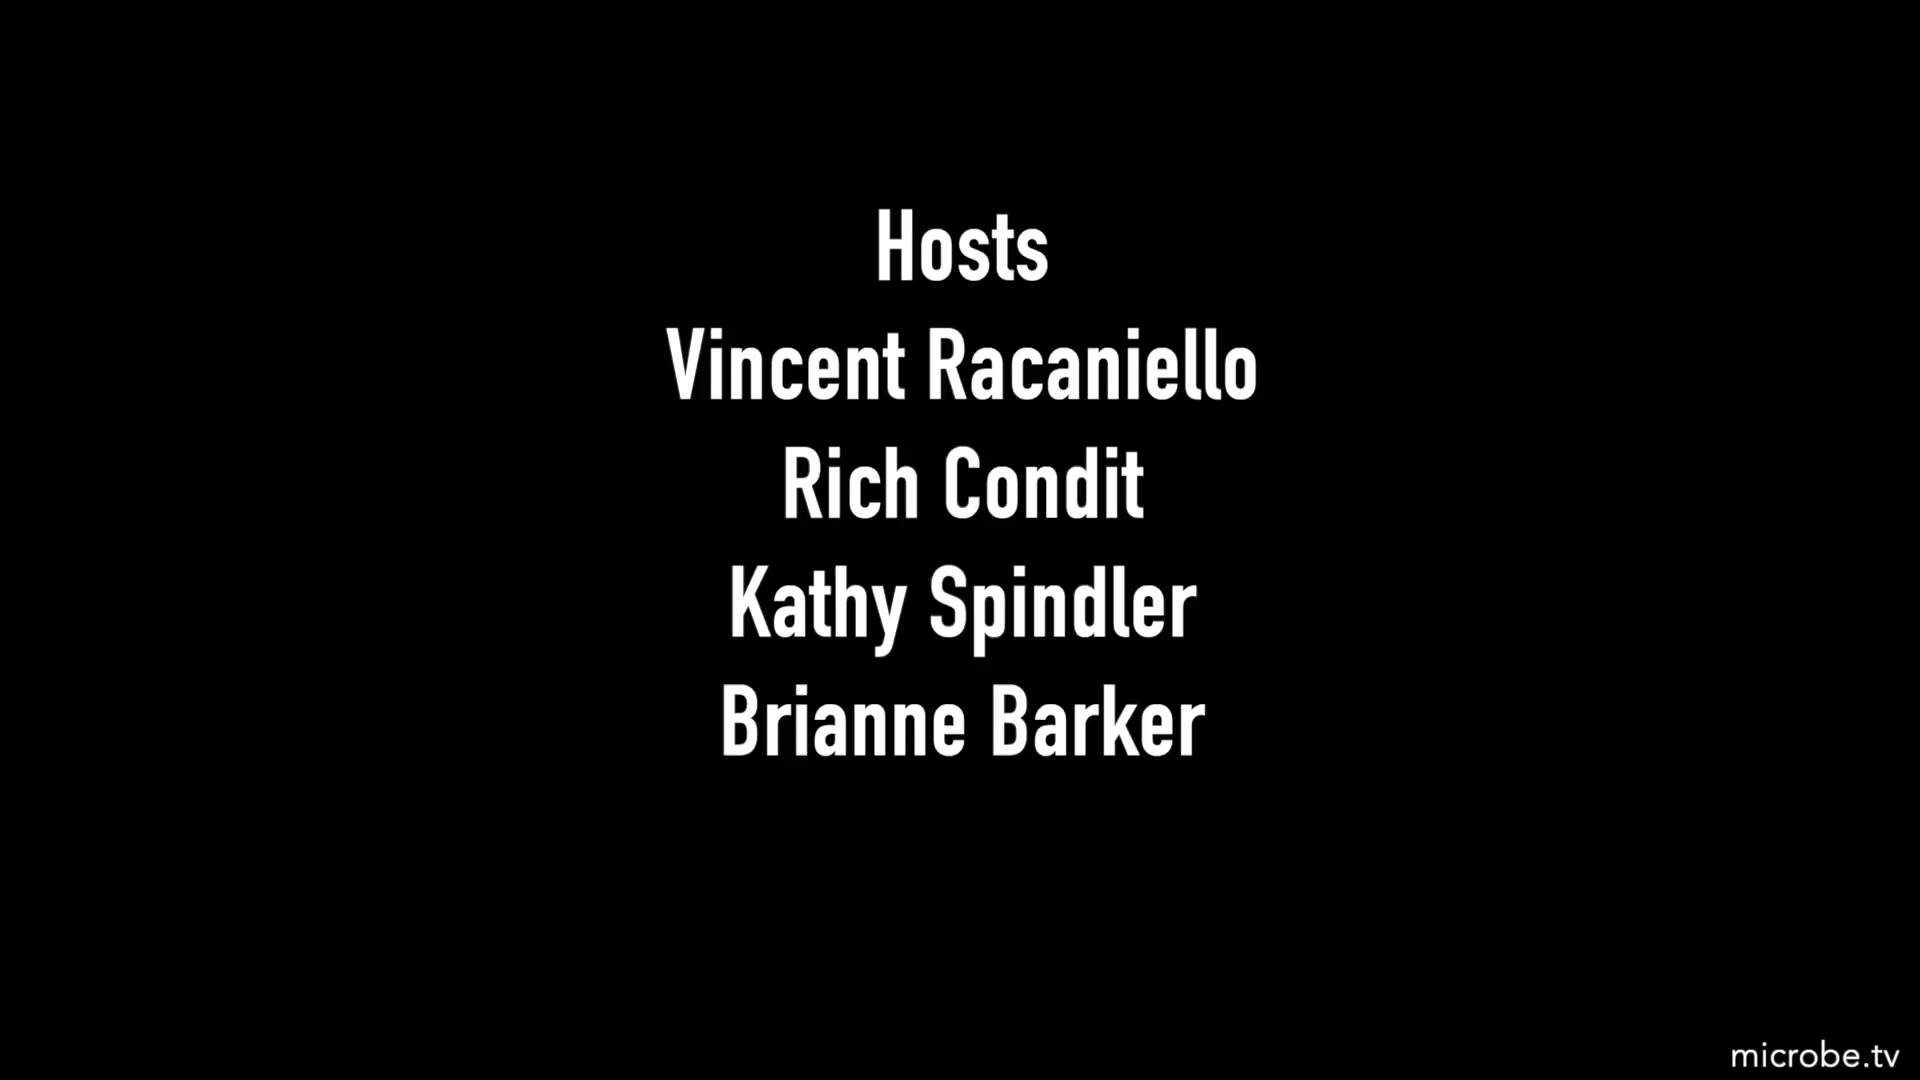 Hosts
Vincent Racaniello
Rich Condit
Kathy Spindler
Brianne Barker
microbe.tv